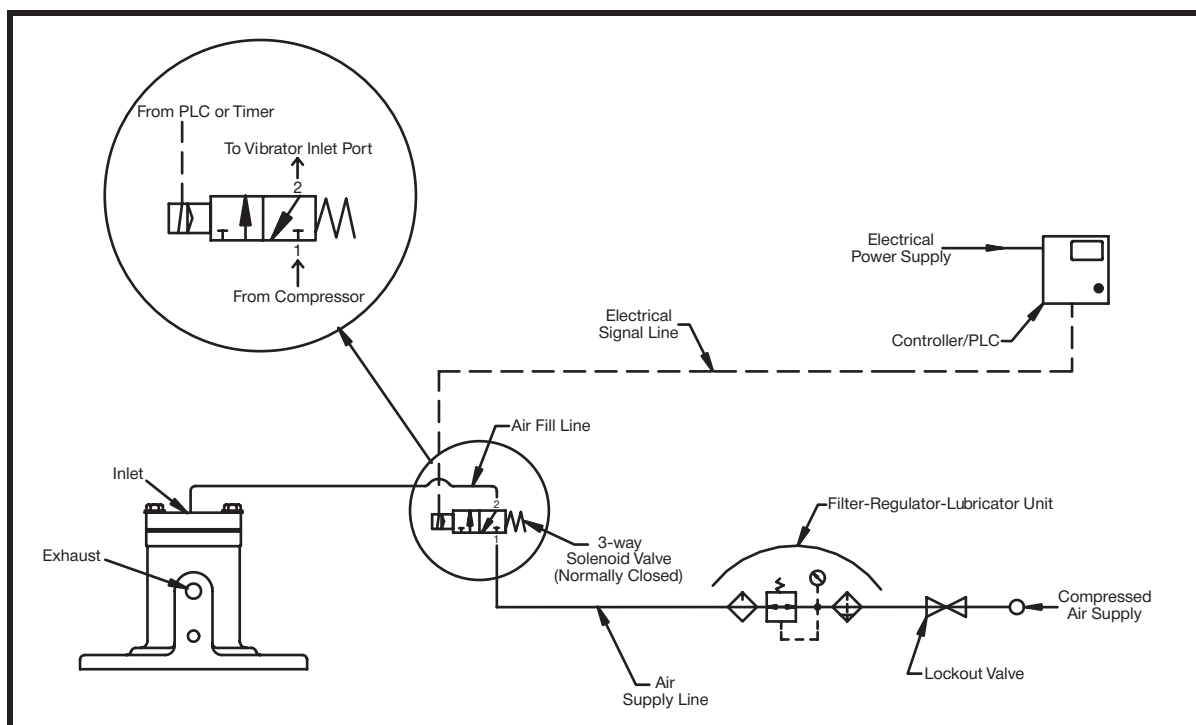 From PLC or Timer
To Vibrator Inlet Port
2
1
From Compressor
Electrical
Power Supply
Electrical
Signal Line
Controller/PLC
Air Fill Line
Inlet
2
Filter-Regulator-Lubricator Unit
1
3-way
Solenoid Valve
(Normally Closed)
Exhaust
Compressed
Air Supply
Air
Supply Line
Lockout Valve